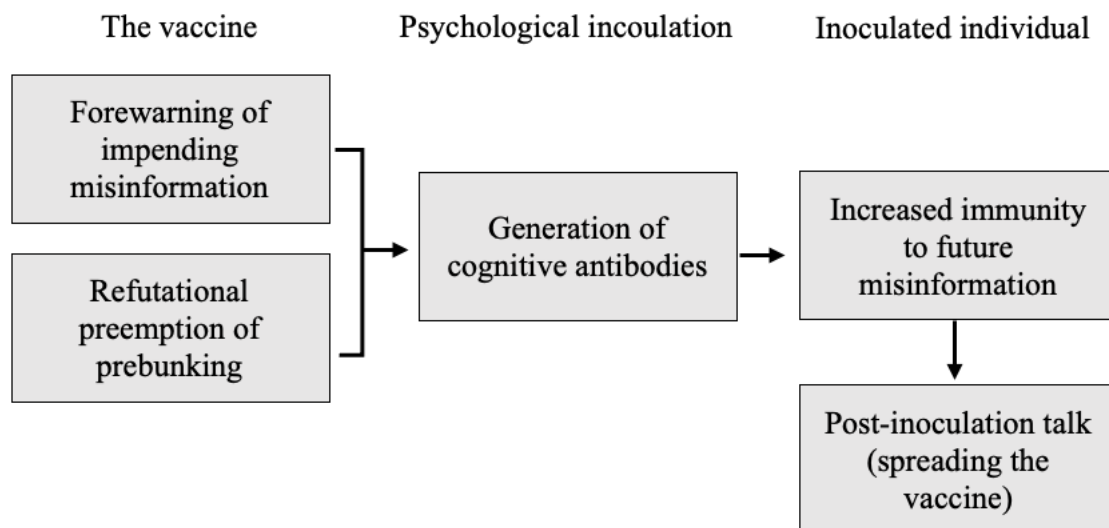 The vaccine
Psychological incoulation
Inoculated individual
Forewarning of
impending
misinformation
Refutational
preemption of
prebunking
Generation of
cognitive antibodies
Increased immunity
to future
misinformation
Post-inoculation talk
(spreading the
vaccine)